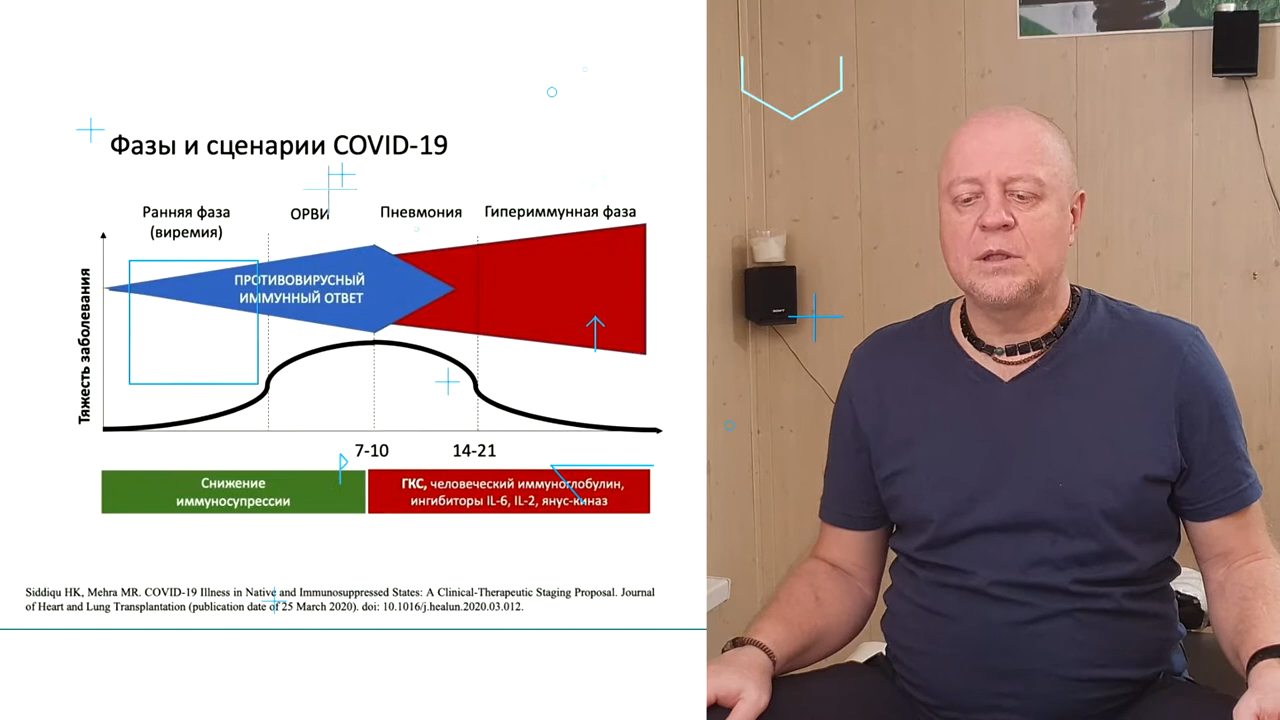 Фазы и сценарии COVID-19
Ранняя фаза
(виремия)
ОРВИ
Пневмония
Гипериммунная фаза
Тяжесть заболевания
ПРОТИВОВИРУСНЫЙ
ИММУННЫЙ ОТВЕТ
7-10
14-21
Снижение
иммуносупрессии
ГКС, человеческий иммуноглобулин,
ингибиторы IL-6, IL-2, янус-киназ
Siddiqu HK, Mehra MR. COVID-19 Illness in Native and Immunosuppressed States: A Clinical-Therapeutic Staging Proposal. Journal
of Heart and Lung Transplantation (publication date of 25 March 2020). doi: 10.1016/j.healun.2020.03.012.
SONY